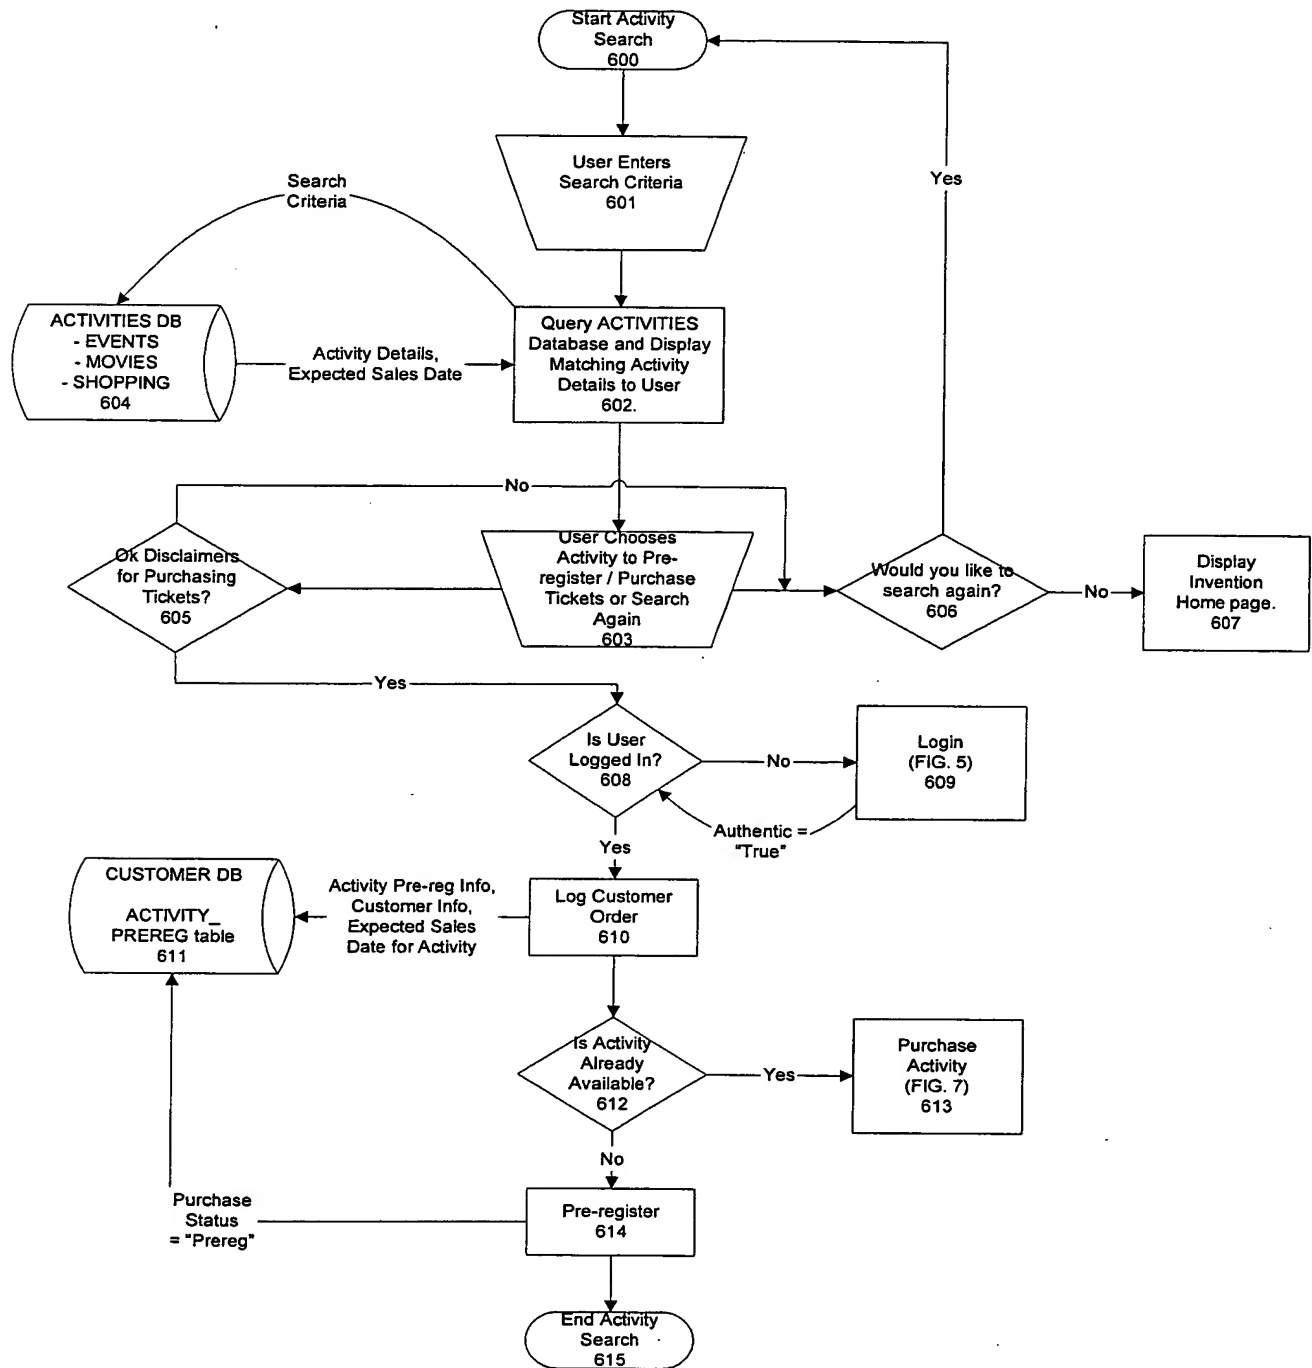 Start Activity
Search
600
User Enters
Search Criteria
601
Yes
Search
Criteria
ACTIVITIES DB
- EVENTS
- MOVIES
- SHOPPING
604
Activity Details,
Expected Sales Date
Query ACTIVITIES
Database and Display
Matching Activity
Details to User
602.
No
Ok Disclaimers
for Purchasing
Tickets?
605
User Chooses
Activity to Pre-
register / Purchase
Tickets or Search
Again
603
Would you like to
search again?
606
No
Display
Invention
Home page.
607
Yes
Is User
Logged In?
608
No
Login
(FIG. 5)
609
Authentic =
"True"
Yes
CUSTOMER DB
ACTIVITY_
PREREG table
611
Activity Pre-reg Info,
Customer Info,
Expected Sales
Date for Activity
Log Customer
Order
610
Is Activity
Already
Available?
612
Yes
Purchase
Activity
(FIG. 7)
613
No
Purchase
Status
= "Prereg"
Pre-register
614
End Activity
Search
615